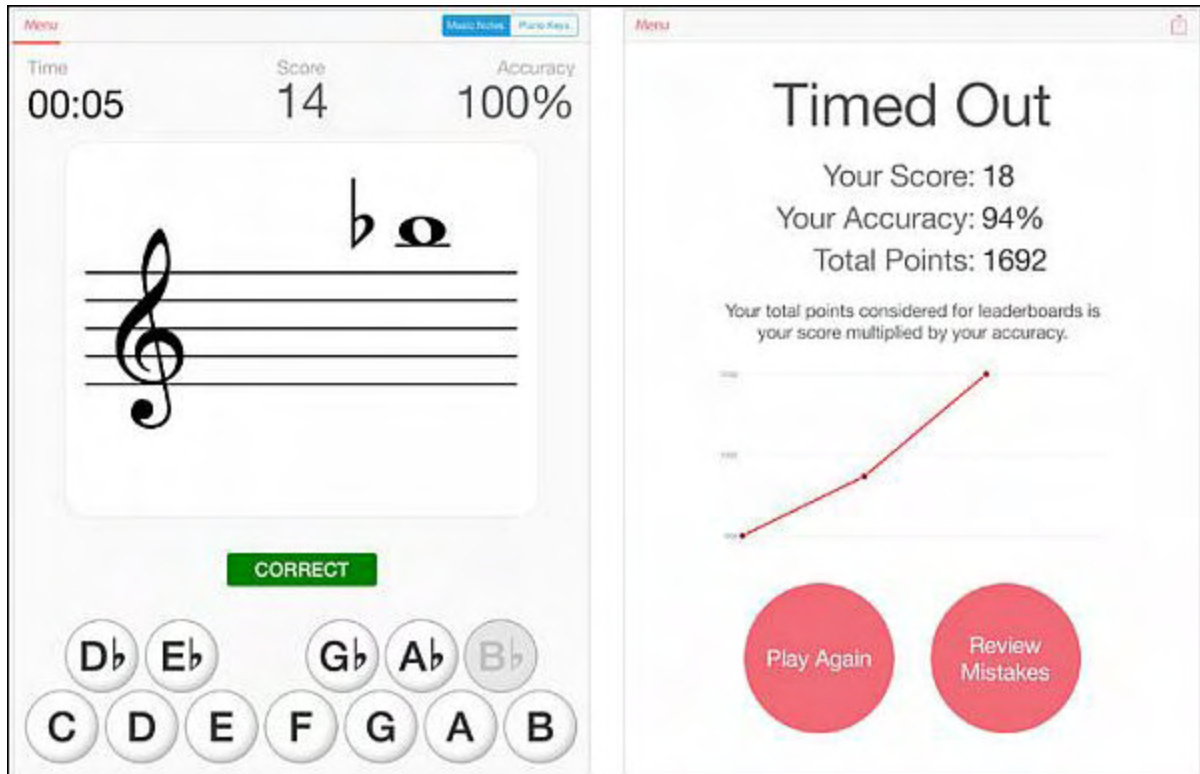 Menu
Music Notes Piano Keys
Time Score Accuracy
00:05 14 100%
CORRECT
D♭ E♭ G♭ A♭ B♭
C D E F G A B
Menu
Timed Out
Your Score: 18
Your Accuracy: 94%
Total Points: 1692
Your total points considered for leaderboards is
your score multiplied by your accuracy.
Play Again
Review
Mistakes